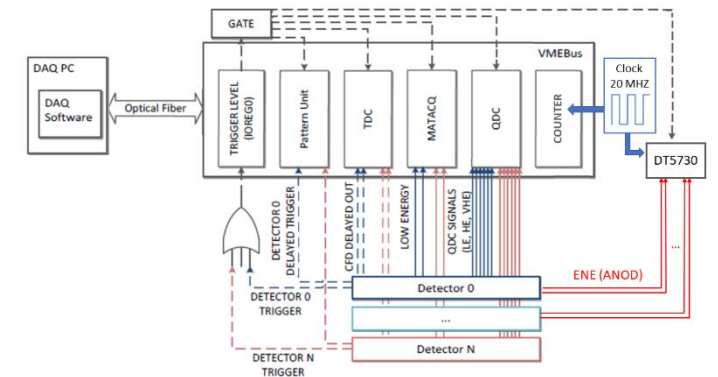 GATE
VMEBus
DAQ PC
DAQ
Software
Optical Fiber
TRIGGER LEVEL
(IOREG0)
Pattern Unit
TDC
MATACQ
QDC
COUNTER
Clock
20 MHZ
DT5730
DETECTOR 0
DELAYED TRIGGER
CFD DELAYED OUT
LOW ENERGY
QDC SIGNALS
(LE, HE, VHE)
...
ENE (ANOD)
DETECTOR 0
TRIGGER
Detector 0
...
Detector N
DETECTOR N
TRIGGER